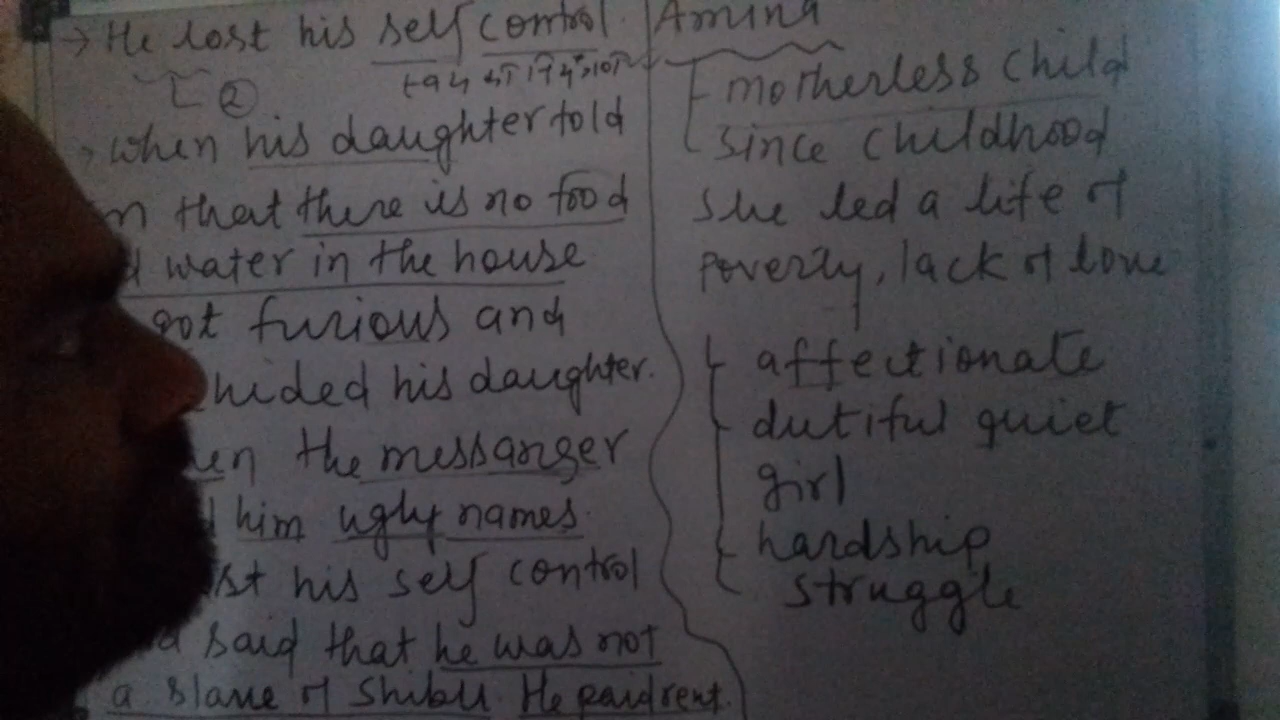 → He lost his self control.
②
when his daughter told
that there is no food
water in the house
got furious and
his daughter.
the messanger
him ugly names.
his self control
said that he was not
a slave of Shibu He paid rent.
Amina
motherless child
since childhood
She led a life of
poverty, lack of love
affectionate
dutiful quiet
girl
hardship
struggle